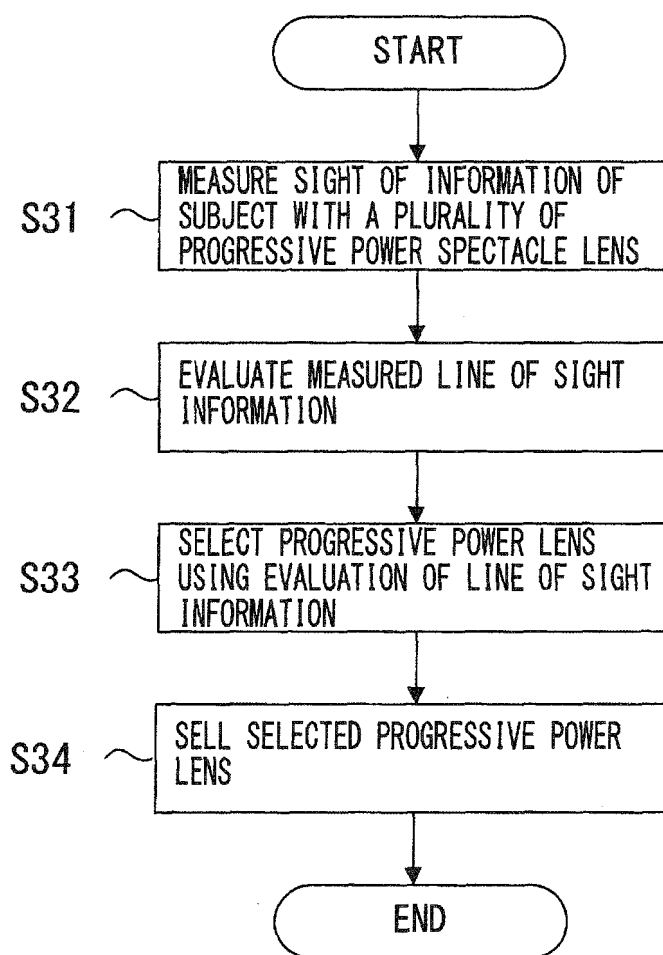 START
S31
MEASURE SIGHT OF INFORMATION OF
SUBJECT WITH A PLURALITY OF
PROGRESSIVE POWER SPECTACLE LENS
S32
EVALUATE MEASURED LINE OF SIGHT
INFORMATION
S33
SELECT PROGRESSIVE POWER LENS
USING EVALUATION OF LINE OF SIGHT
INFORMATION
S34
SELL SELECTED PROGRESSIVE POWER
LENS
END